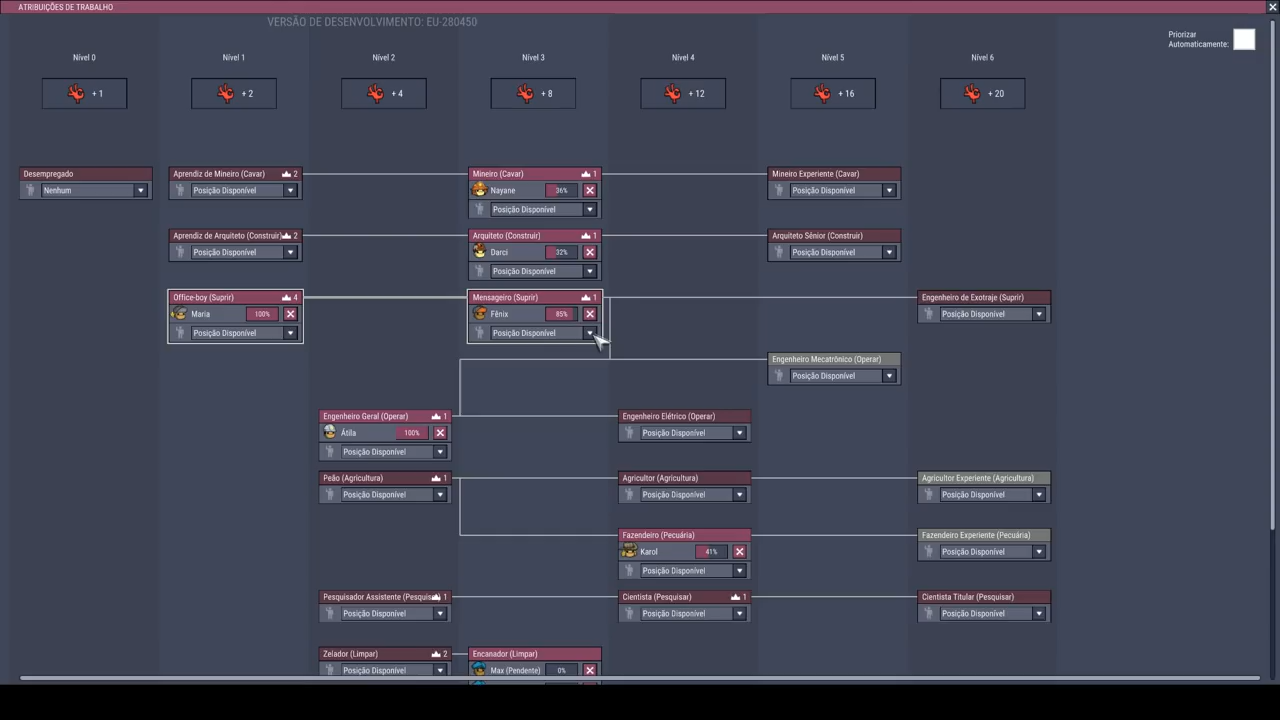 ATRIBUIÇÕES DE TRABALHO
VERSÃO DE DESENVOLVIMENTO: EU-280450
Priorizar
Automaticamente:
Nível 0
Nível 1
Nível 2
Nível 3
Nível 4
Nível 5
Nível 6
+ 1
+ 2
+ 4
+ 8
+ 12
+ 16
+ 20
Desempregado
Aprendiz de Mineiro (Cavar) 2
Mineiro (Cavar) 1
Mineiro Experiente (Cavar)
Nenhum
Posição Disponível
Nayane 36%
Posição Disponível
Posição Disponível
Aprendiz de Arquiteto (Construir) 2
Arquiteto (Construir) 1
Arquiteto Sênior (Construir)
Posição Disponível
Darci 32%
Posição Disponível
Posição Disponível
Office-boy (Suprir) 4
Mensageiro (Suprir) 1
Engenheiro de Exotraje (Suprir)
Maria 100%
Fênix 85%
Posição Disponível
Posição Disponível
Posição Disponível
Engenheiro Mecatrônico (Operar)
Posição Disponível
Engenheiro Geral (Operar) 1
Engenheiro Elétrico (Operar)
Átila 100%
Posição Disponível
Posição Disponível
Peão (Agricultura) 1
Agricultor (Agricultura)
Agricultor Experiente (Agricultura)
Posição Disponível
Posição Disponível
Posição Disponível
Fazendeiro (Pecuária)
Fazendeiro Experiente (Pecuária)
Karol 41%
Posição Disponível
Posição Disponível
Pesquisador Assistente (Pesquis 1
Cientista (Pesquisar) 1
Cientista Titular (Pesquisar)
Posição Disponível
Posição Disponível
Posição Disponível
Zelador (Limpar) 2
Encanador (Limpar)
Posição Disponível
Max (Pendente) 0%